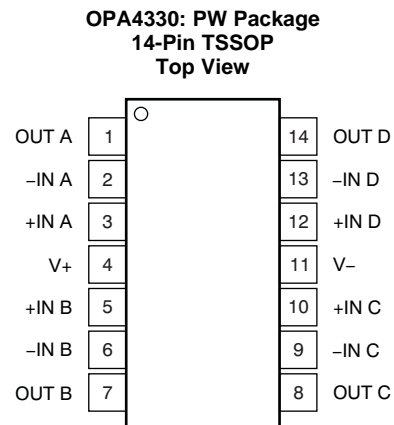 OPA4330: PW Package
14-Pin TSSOP
Top View
OUT A 1 14 OUT D
−IN A 2 13 −IN D
+IN A 3 12 +IN D
V+ 4 11 V−
+IN B 5 10 +IN C
−IN B 6 9 −IN C
OUT B 7 8 OUT C